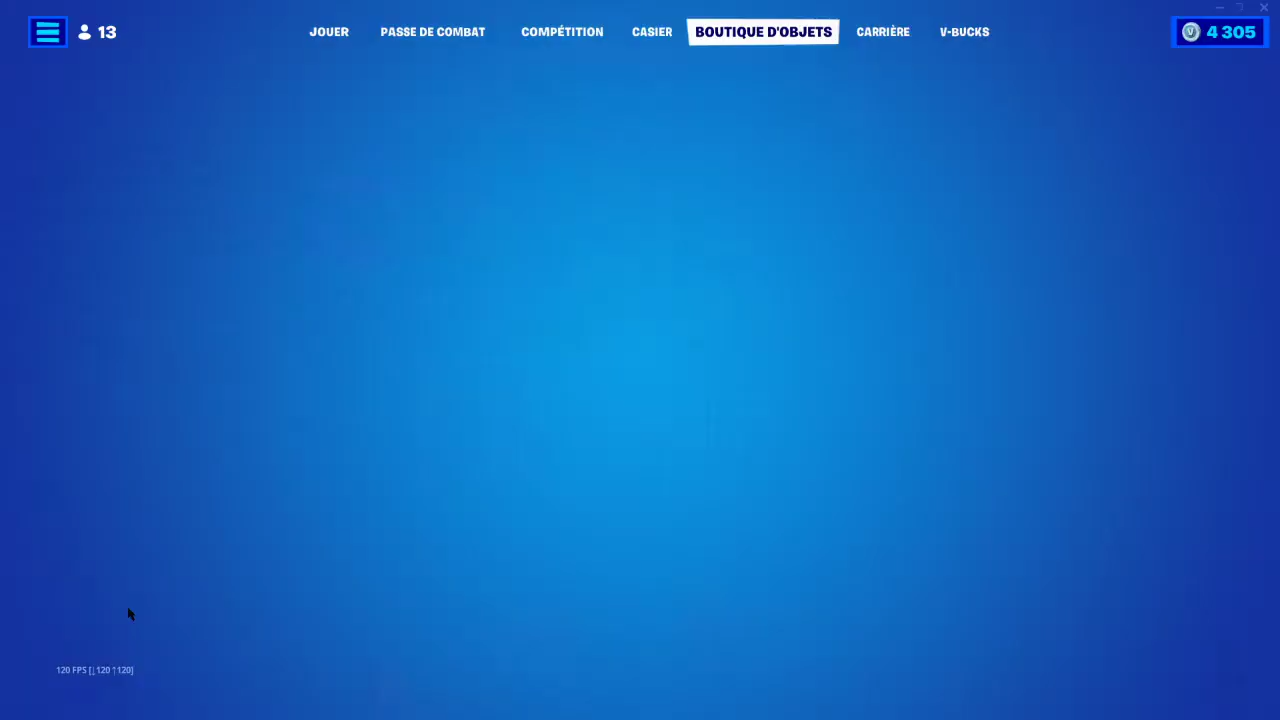 13
JOUER
PASSE DE COMBAT
COMPÉTITION
CASIER
BOUTIQUE D'OBJETS
CARRIÈRE
V-BUCKS
4 305
120 FPS [↓120 ↑120]